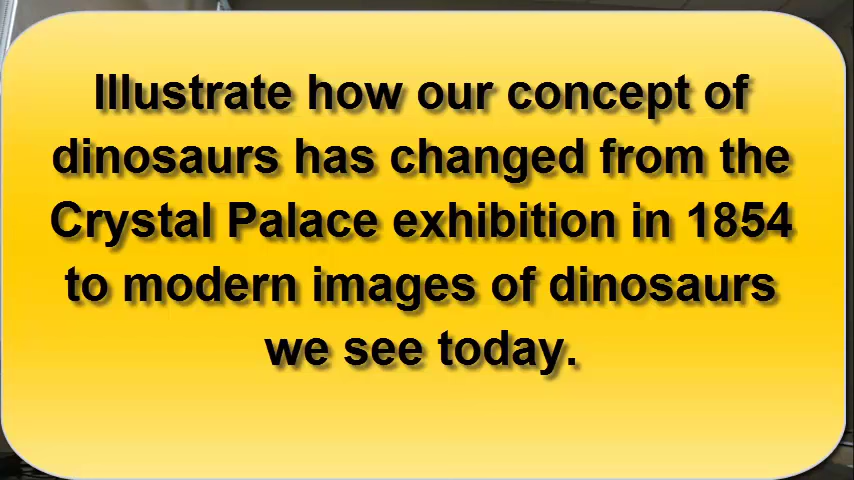 Illustrate how our concept of
dinosaurs has changed from the
Crystal Palace exhibition in 1854
to modern images of dinosaurs
we see today.